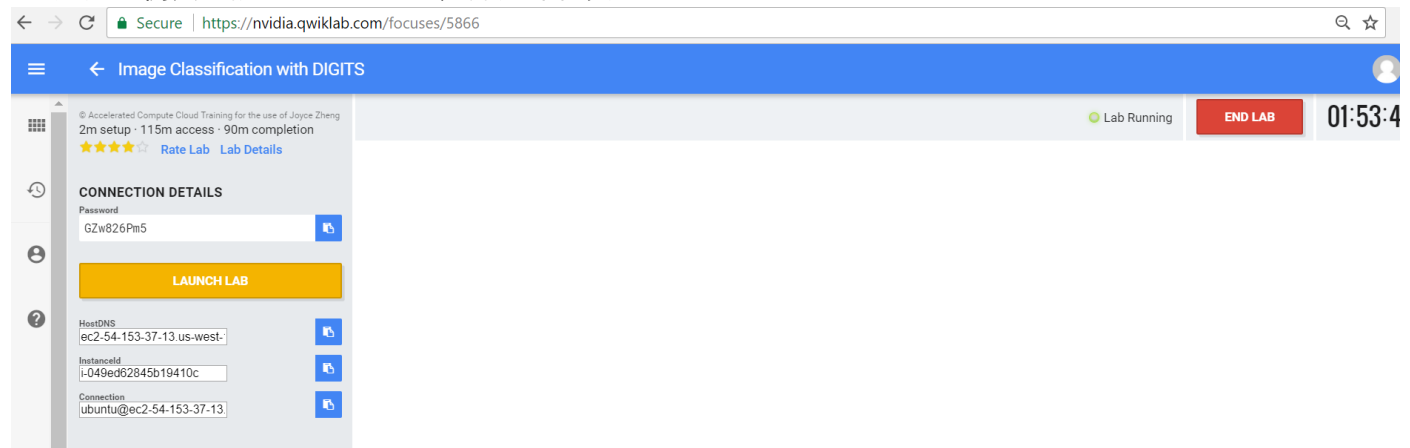 Secure | https://nvidia.qwiklab.com/focuses/5866
Image Classification with DIGITS
© Accelerated Compute Cloud Training for the use of Joyce Zheng
2m setup · 115m access · 90m completion
Rate Lab Lab Details
Lab Running
END LAB
01:53:4
CONNECTION DETAILS
Password
GZw826Pm5
LAUNCH LAB
HostDNS
ec2-54-153-37-13.us-west-
InstanceId
i-049ed62845b19410c
Connection
ubuntu@ec2-54-153-37-13.